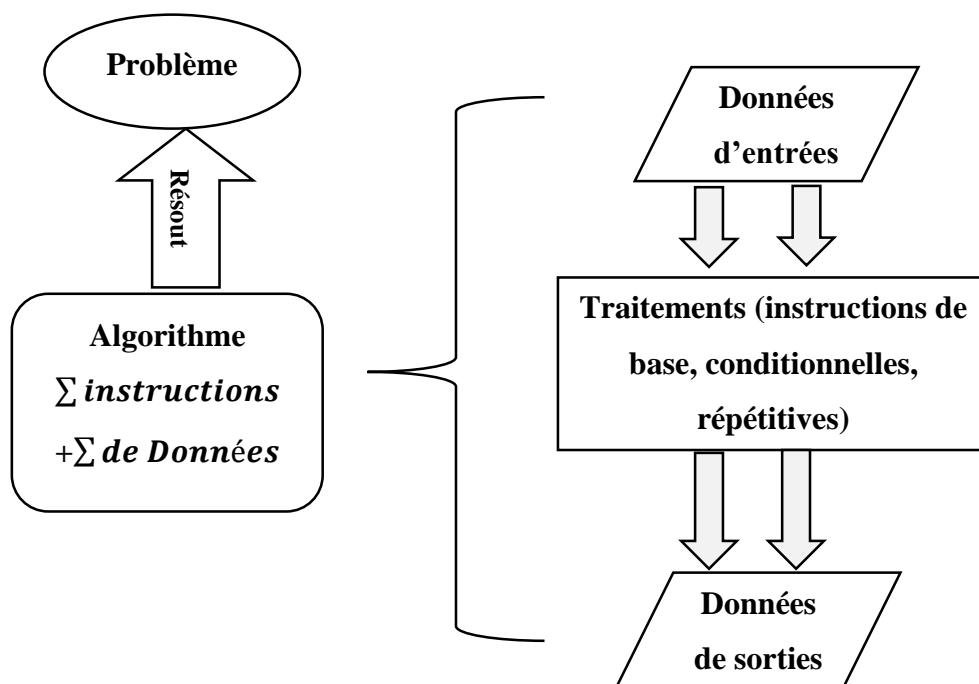 Problème
Résout
Algorithme
∑ instructions
+∑ de Données
Données
d’entrées
Traitements (instructions de
base, conditionnelles,
répétitives)
Données
de sorties